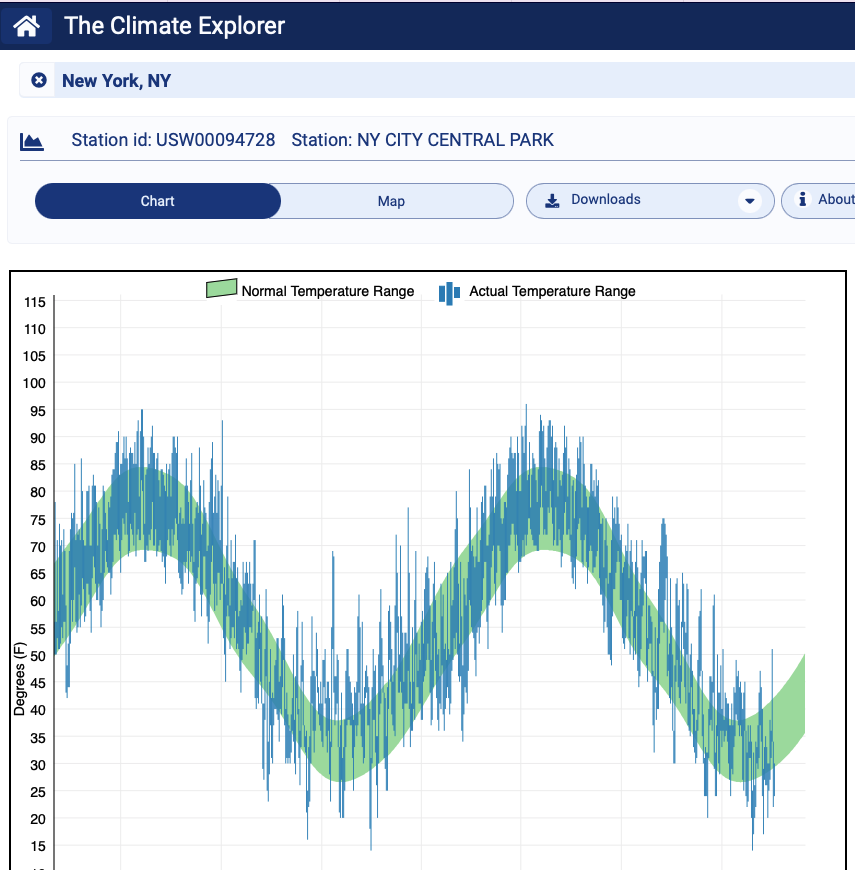 The Climate Explorer
New York, NY
Station id: USW00094728 Station: NY CITY CENTRAL PARK
Chart
Map
Downloads
About
Normal Temperature Range
Actual Temperature Range
115
110
105
100
95
90
85
80
75
70
65
60
55
50
45
40
35
30
25
20
15
Degrees (F)